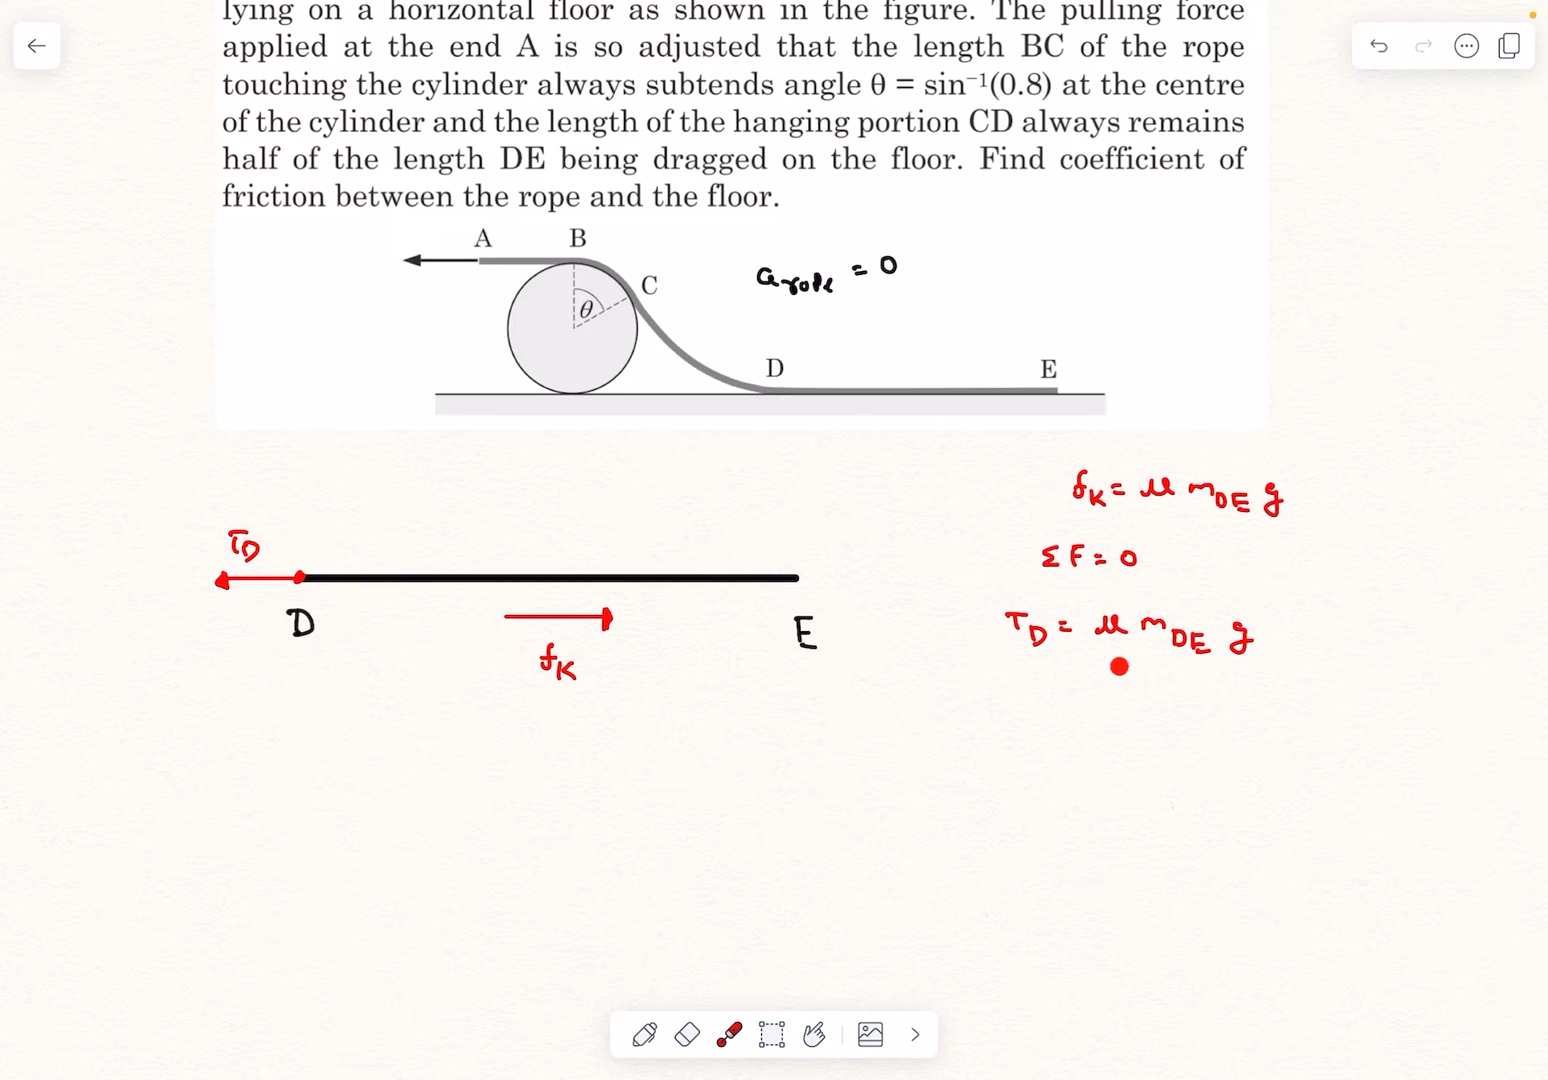 lying on a horizontal floor as shown in the figure. The pulling force
applied at the end A is so adjusted that the length BC of the rope
touching the cylinder always subtends angle θ = sin⁻¹(0.8) at the centre
of the cylinder and the length of the hanging portion CD always remains
half of the length DE being dragged on the floor. Find coefficient of
friction between the rope and the floor.
A B
C
θ
D E
a_rope = 0
f_K = μ m_DE g
Σ F = 0
T_D
T_D = μ m_DE g
D E
f_K